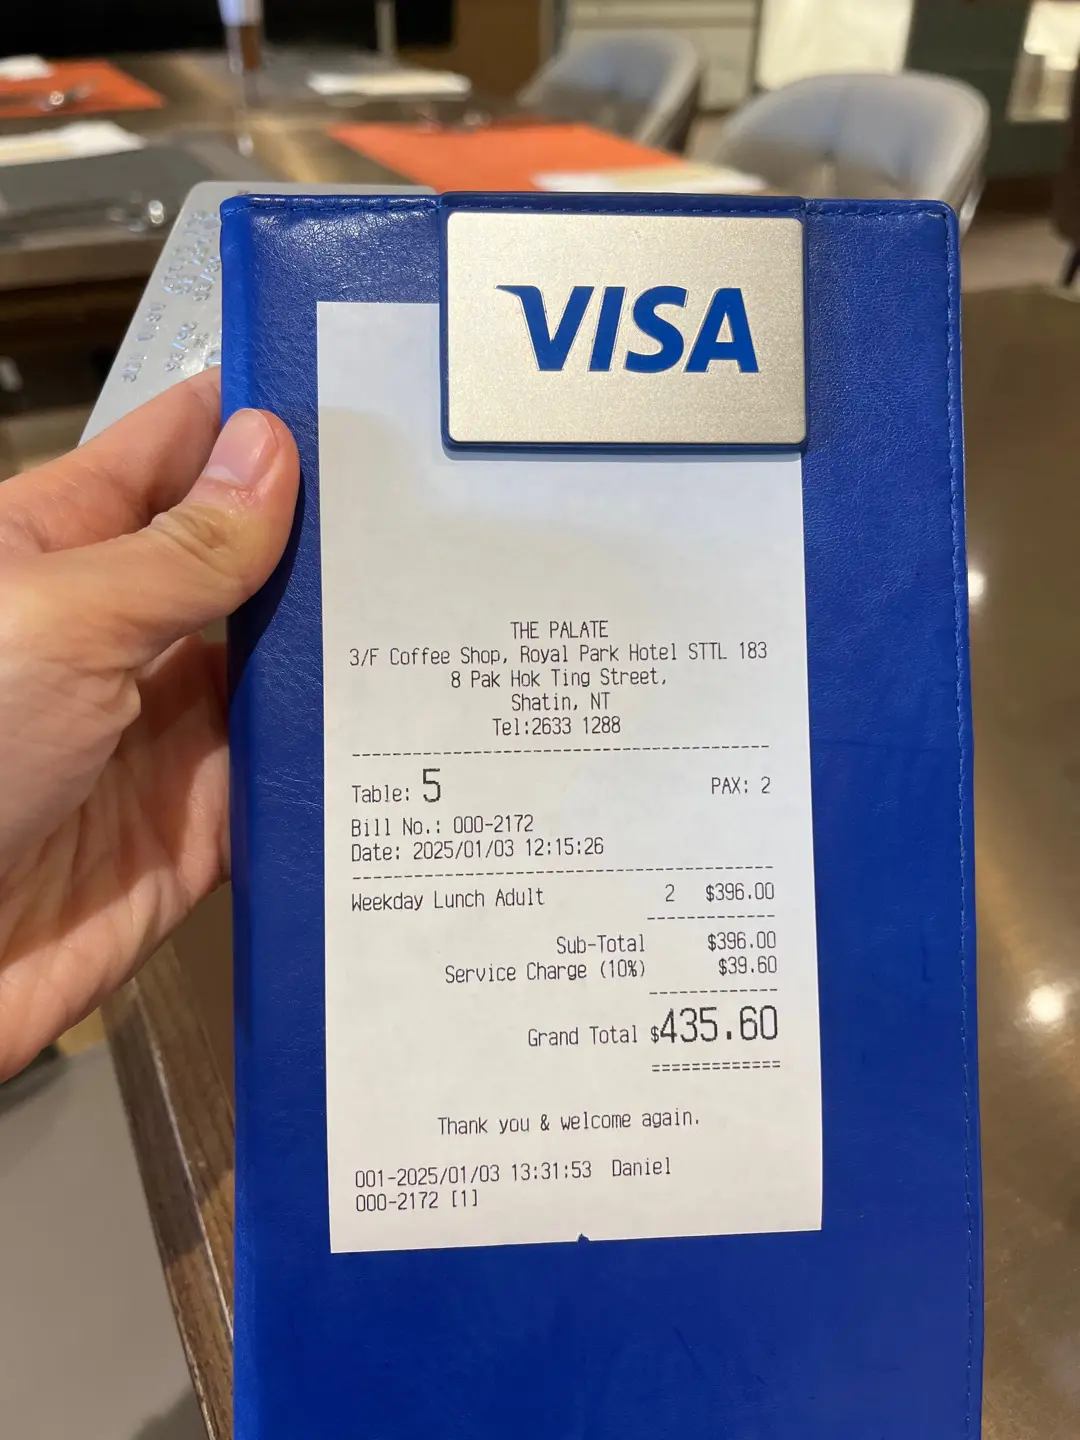 VISA
THE PALATE
3/F Coffee Shop, Royal Park Hotel STTL 183
8 Pak Hok Ting Street,
Shatin, NT
Tel:2633 1288
Table: 5 PAX: 2
Bill No.: 000-2172
Date: 2025/01/03 12:15:26
Weekday Lunch Adult 2 $396.00
Sub-Total $396.00
Service Charge (10%) $39.60
Grand Total $435.60
Thank you & welcome again.
001-2025/01/03 13:31:53 Daniel
000-2172 [1]